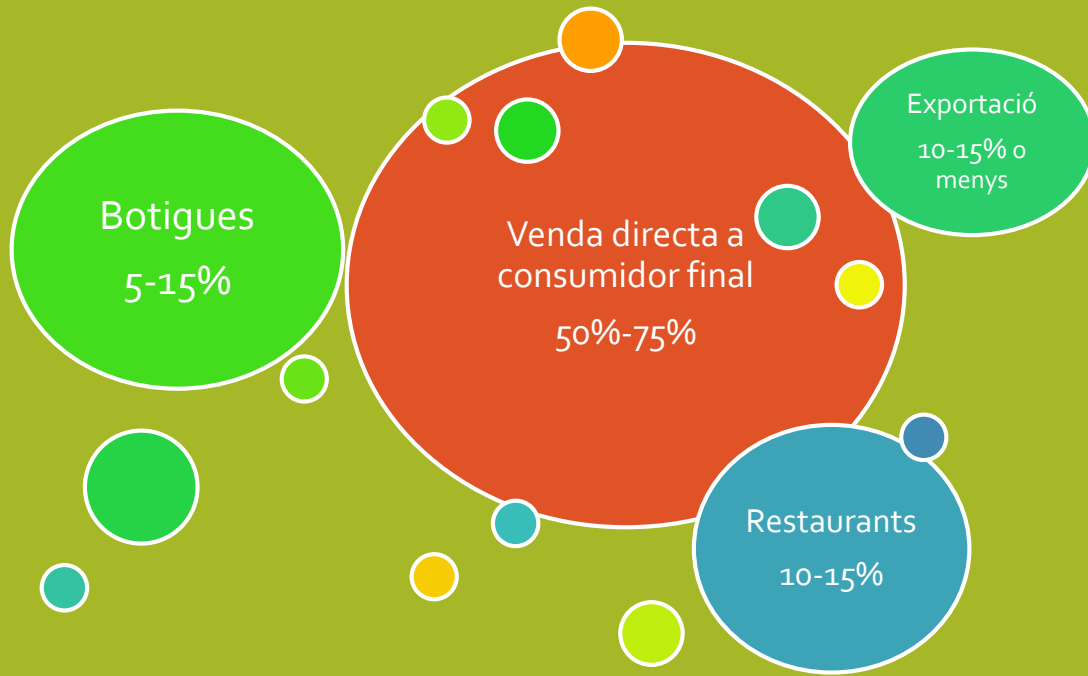 Botigues
5-15%
Venda directa a
consumidor final
50%-75%
Exportació
10-15% o
menys
Restaurants
10-15%